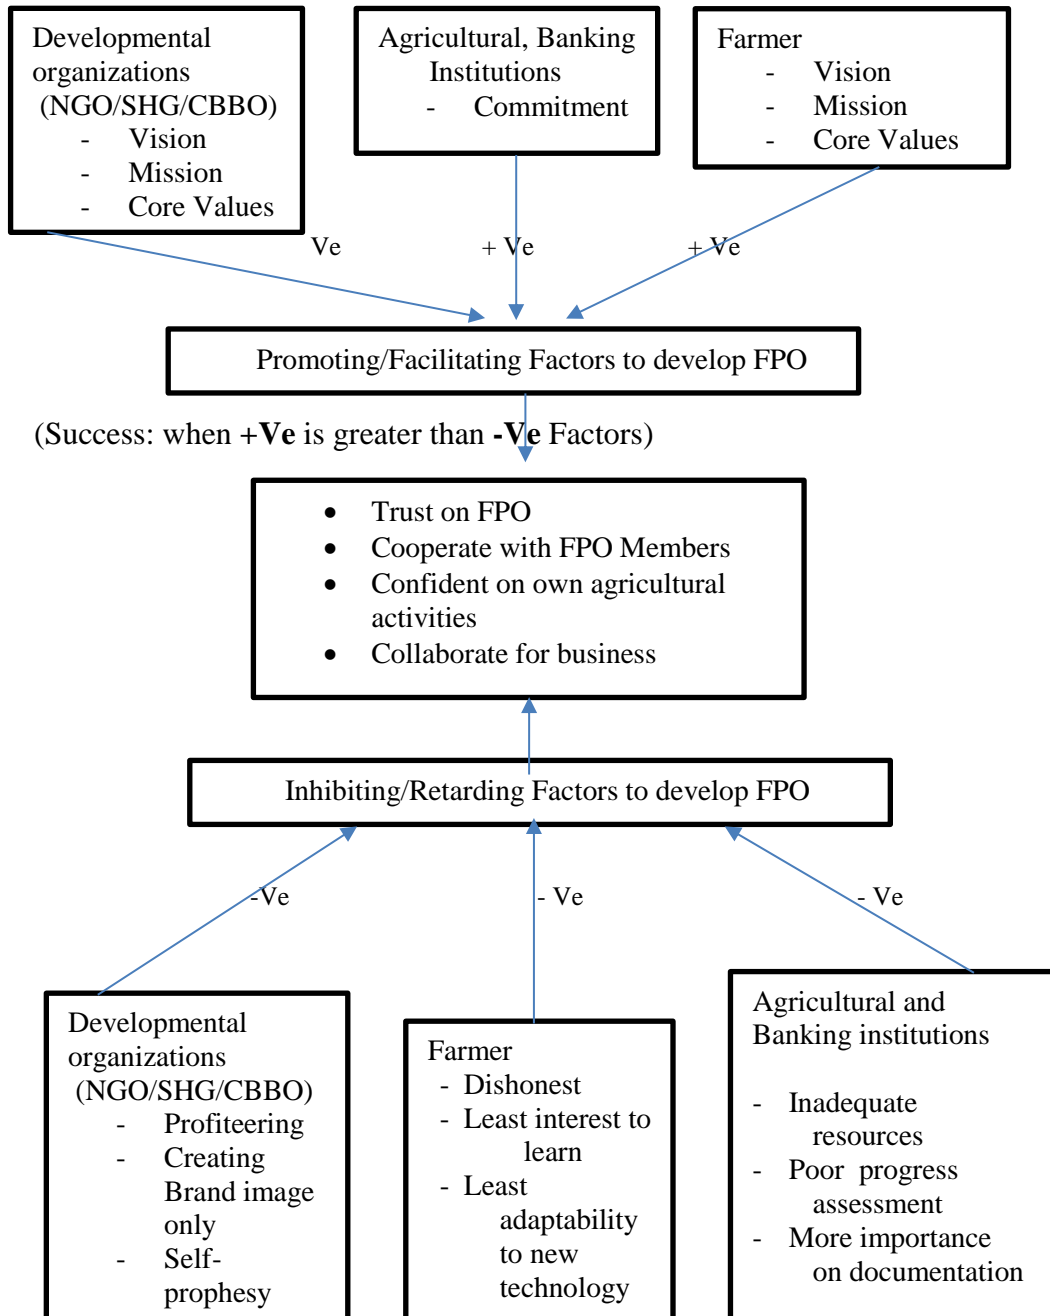 Developmental
organizations
(NGO/SHG/CBBO)
- Vision
- Mission
- Core Values
Agricultural, Banking
Institutions
- Commitment
Farmer
- Vision
- Mission
- Core Values
Ve
+ Ve
+ Ve
Promoting/Facilitating Factors to develop FPO
(Success: when +Ve is greater than -Ve Factors)
• Trust on FPO
• Cooperate with FPO Members
• Confident on own agricultural
activities
• Collaborate for business
Inhibiting/Retarding Factors to develop FPO
-Ve
- Ve
- Ve
Developmental
organizations
(NGO/SHG/CBBO)
- Profiteering
- Creating
Brand image
only
- Self-
prophesy
Farmer
- Dishonest
- Least interest to
learn
- Least
adaptability
to new
technology
Agricultural and
Banking institutions
- Inadequate
resources
- Poor progress
assessment
- More importance
on documentation